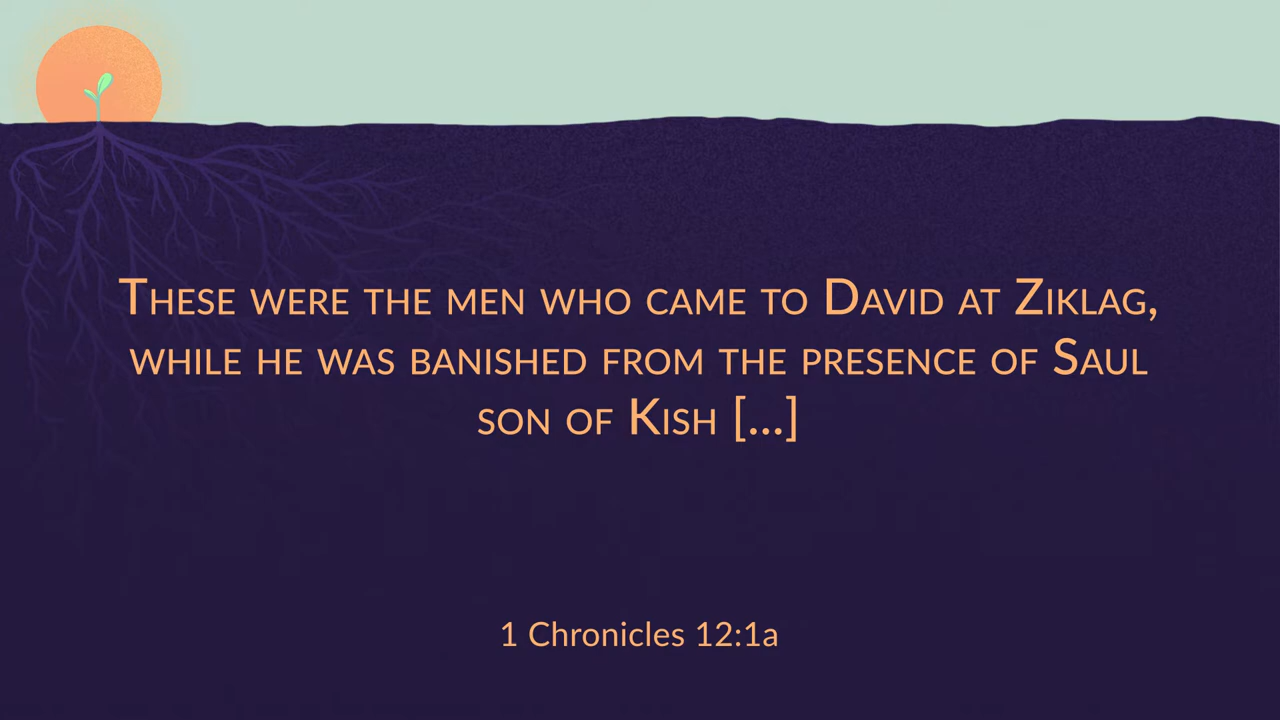 These were the men who came to David at Ziklag,
while he was banished from the presence of Saul
son of Kish [...]
1 Chronicles 12:1a